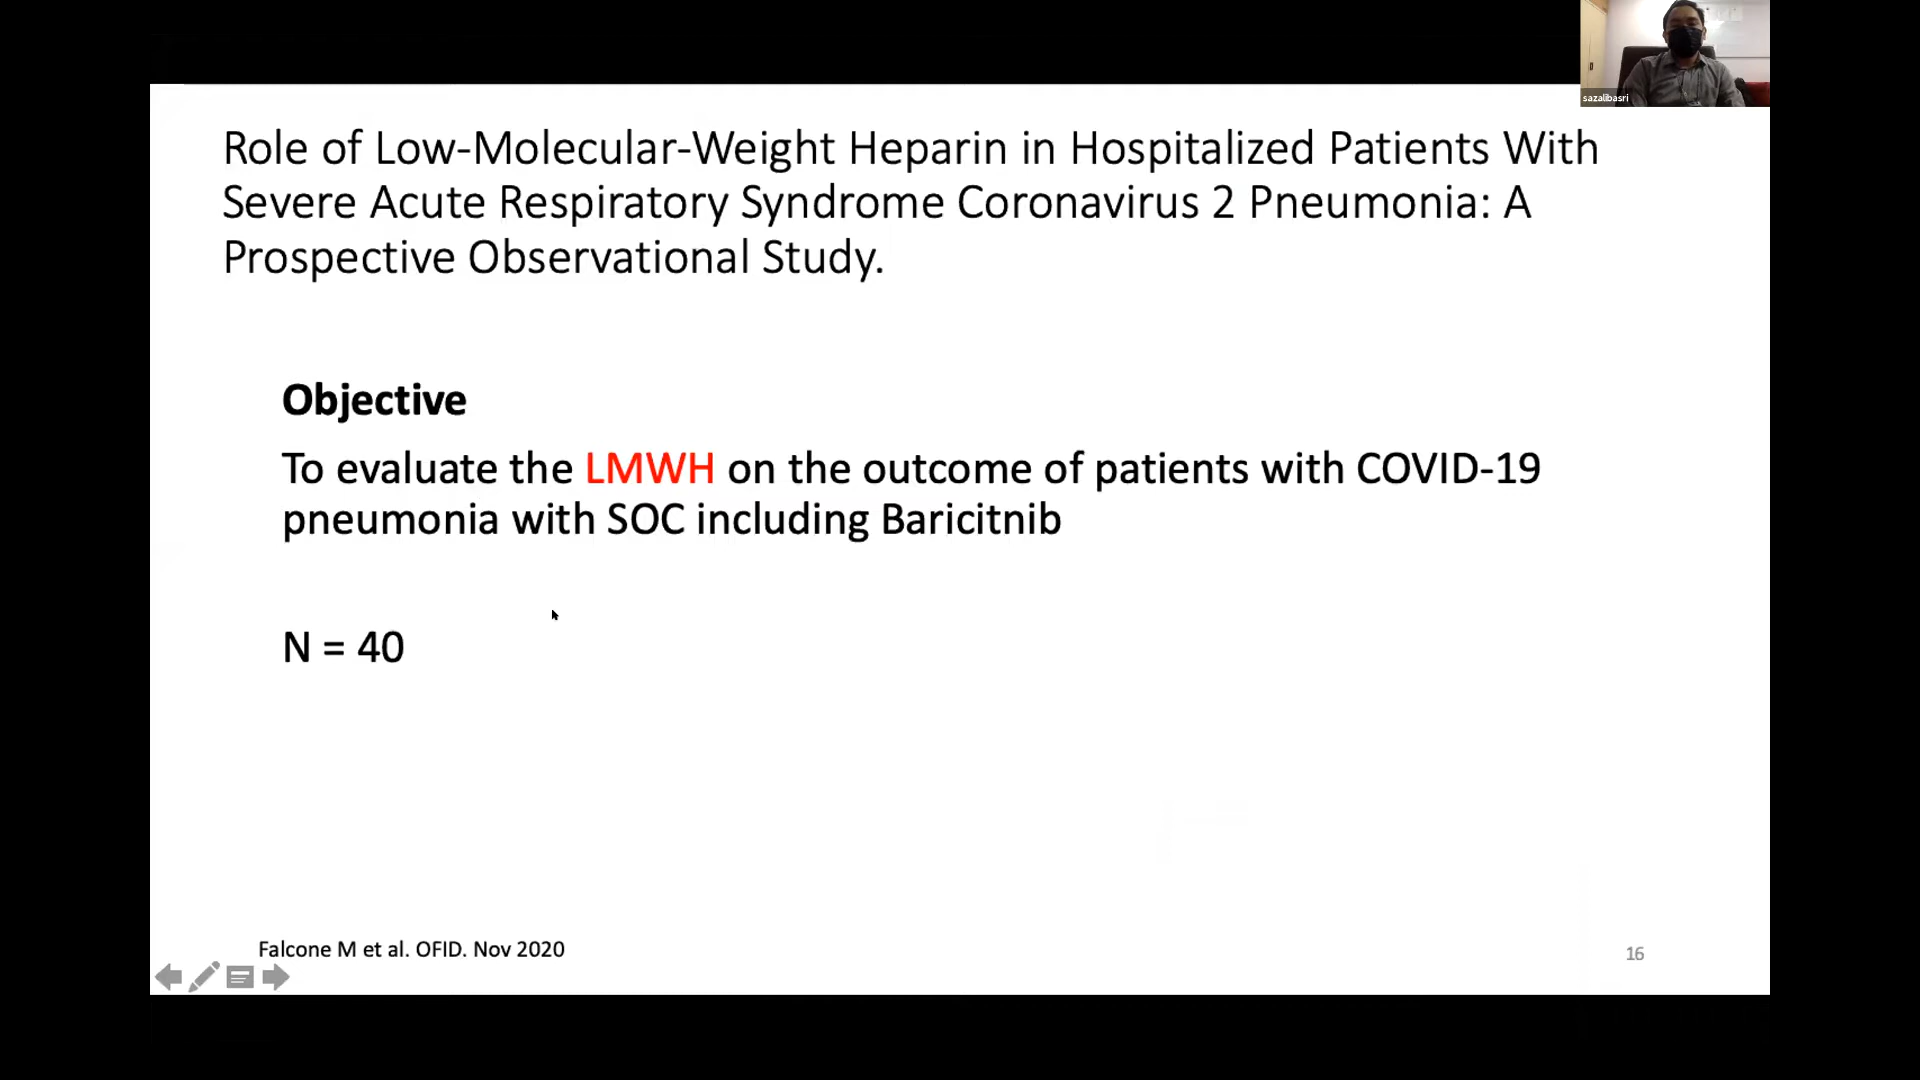 sazalibasri
Role of Low-Molecular-Weight Heparin in Hospitalized Patients With
Severe Acute Respiratory Syndrome Coronavirus 2 Pneumonia: A
Prospective Observational Study.
Objective
To evaluate the LMWH on the outcome of patients with COVID-19
pneumonia with SOC including Baricitnib
N = 40
Falcone M et al. OFID. Nov 2020
16